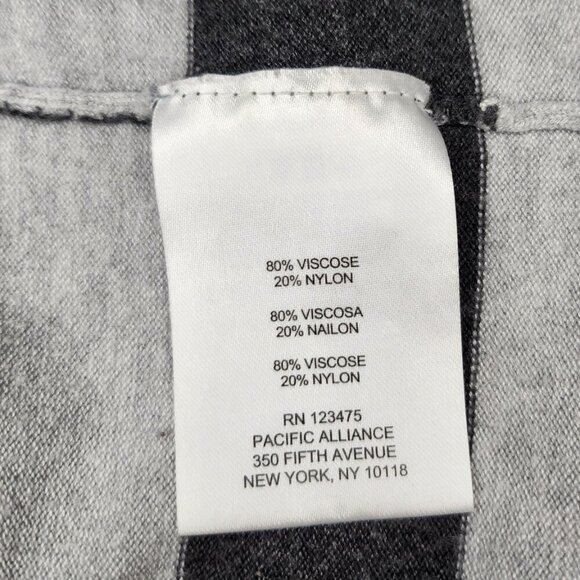 80% VISCOSE
20% NYLON
80% VISCOSA
20% NAILON
80% VISCOSE
20% NYLON
RN 123475
PACIFIC ALLIANCE
350 FIFTH AVENUE
NEW YORK, NY 10118